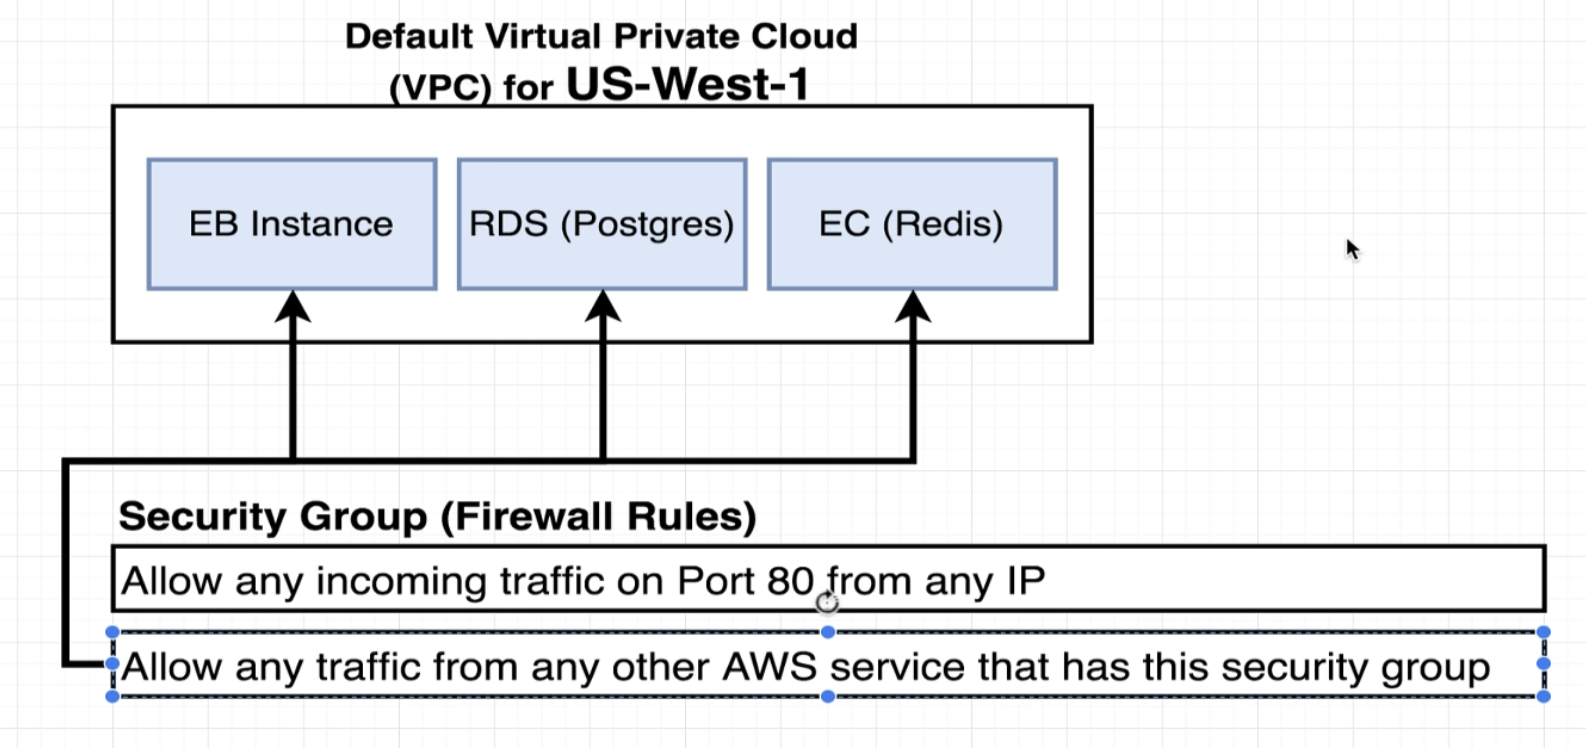 Default Virtual Private Cloud
(VPC) for US-West-1
EB Instance
RDS (Postgres)
EC (Redis)
Security Group (Firewall Rules)
Allow any incoming traffic on Port 80 from any IP
Allow any traffic from any other AWS service that has this security group